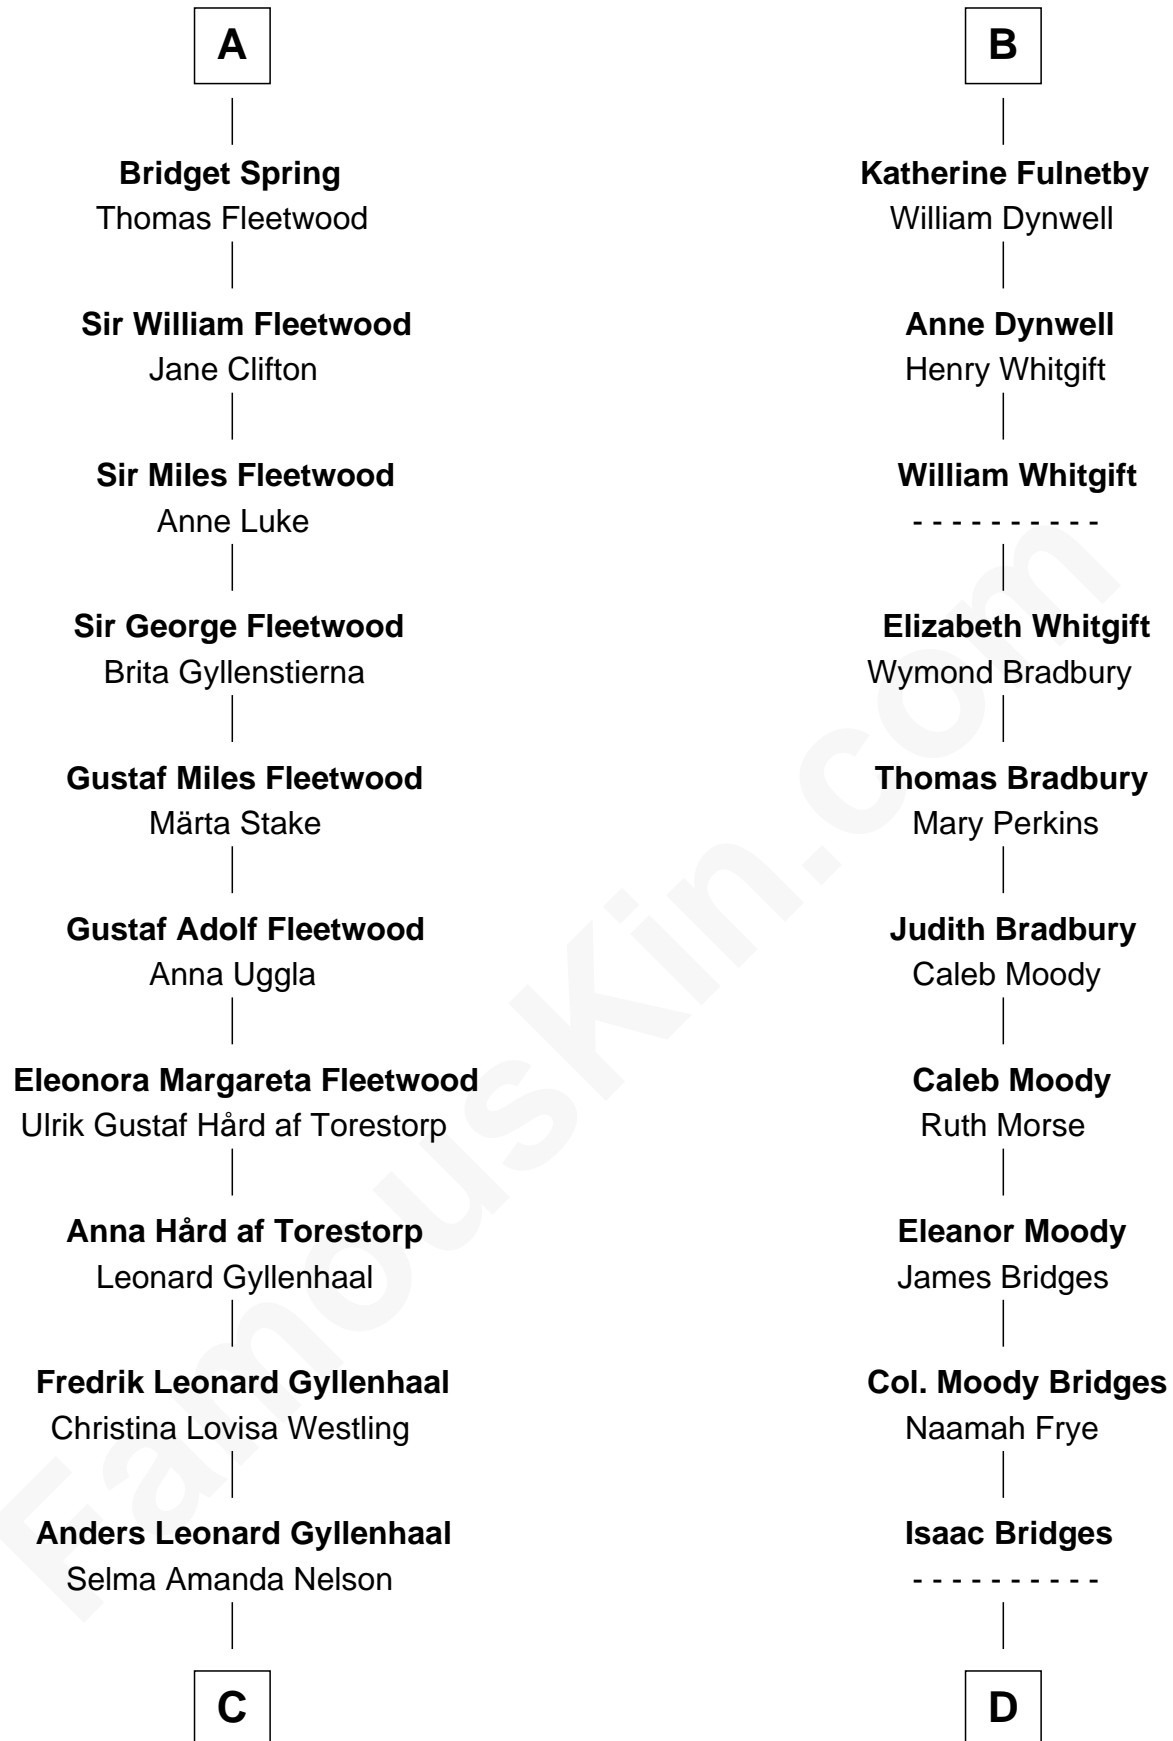 A
Bridget Spring
Thomas Fleetwood
Sir William Fleetwood
Jane Clifton
Sir Miles Fleetwood
Anne Luke
Sir George Fleetwood
Brita Gyllenstierna
Gustaf Miles Fleetwood
Märta Stake
Gustaf Adolf Fleetwood
Anna Uggla
Eleonora Margareta Fleetwood
Ulrik Gustaf Hård af Torestorp
Anna Hård af Torestorp
Leonard Gyllenhaal
Fredrik Leonard Gyllenhaal
Christina Lovisa Westling
Anders Leonard Gyllenhaal
Selma Amanda Nelson
C
B
Katherine Fulnetby
William Dynwell
Anne Dynwell
Henry Whitgift
William Whitgift
- - - - - - - - - -
Elizabeth Whitgift
Wymond Bradbury
Thomas Bradbury
Mary Perkins
Judith Bradbury
Caleb Moody
Caleb Moody
Ruth Morse
Eleanor Moody
James Bridges
Col. Moody Bridges
Naamah Frye
Isaac Bridges
- - - - - - - - - -
D
FamousKin.com